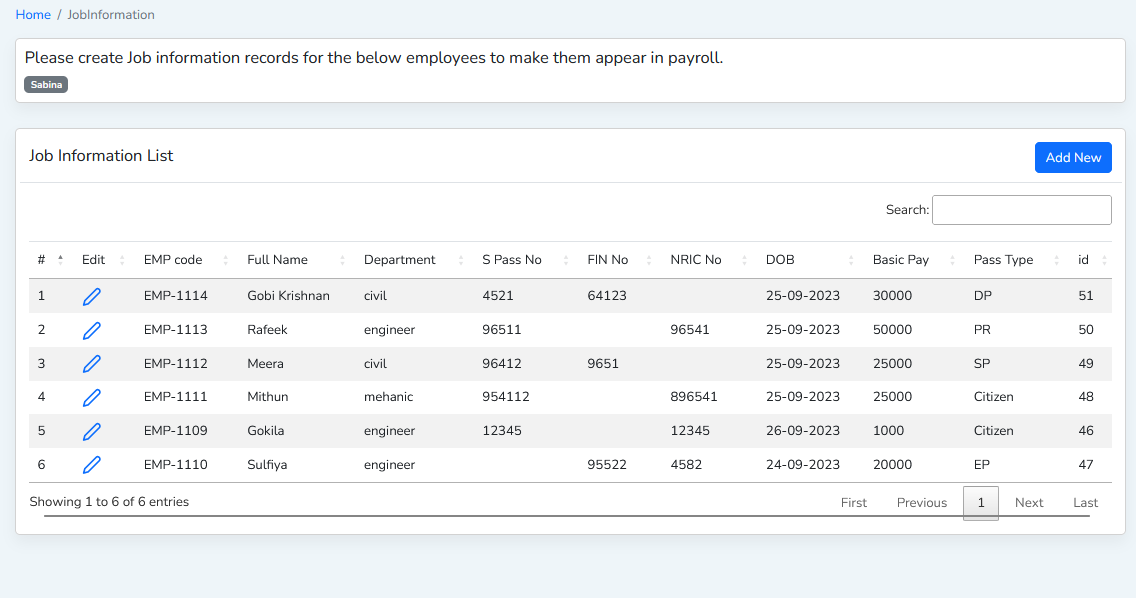 Home / JobInformation
Please create Job information records for the below employees to make them appear in payroll.
Sabina
Job Information List
Add New
Search:
# Edit EMP code Full Name Department S Pass No FIN No NRIC No DOB Basic Pay Pass Type id
1 EMP-1114 Gobi Krishnan civil 4521 64123 25-09-2023 30000 DP 51
2 EMP-1113 Rafeek engineer 96511 96541 25-09-2023 50000 PR 50
3 EMP-1112 Meera civil 96412 9651 25-09-2023 25000 SP 49
4 EMP-1111 Mithun mehanic 954112 896541 25-09-2023 25000 Citizen 48
5 EMP-1109 Gokila engineer 12345 12345 26-09-2023 1000 Citizen 46
6 EMP-1110 Sulfiya engineer 95522 4582 24-09-2023 20000 EP 47
Showing 1 to 6 of 6 entries
First Previous 1 Next Last